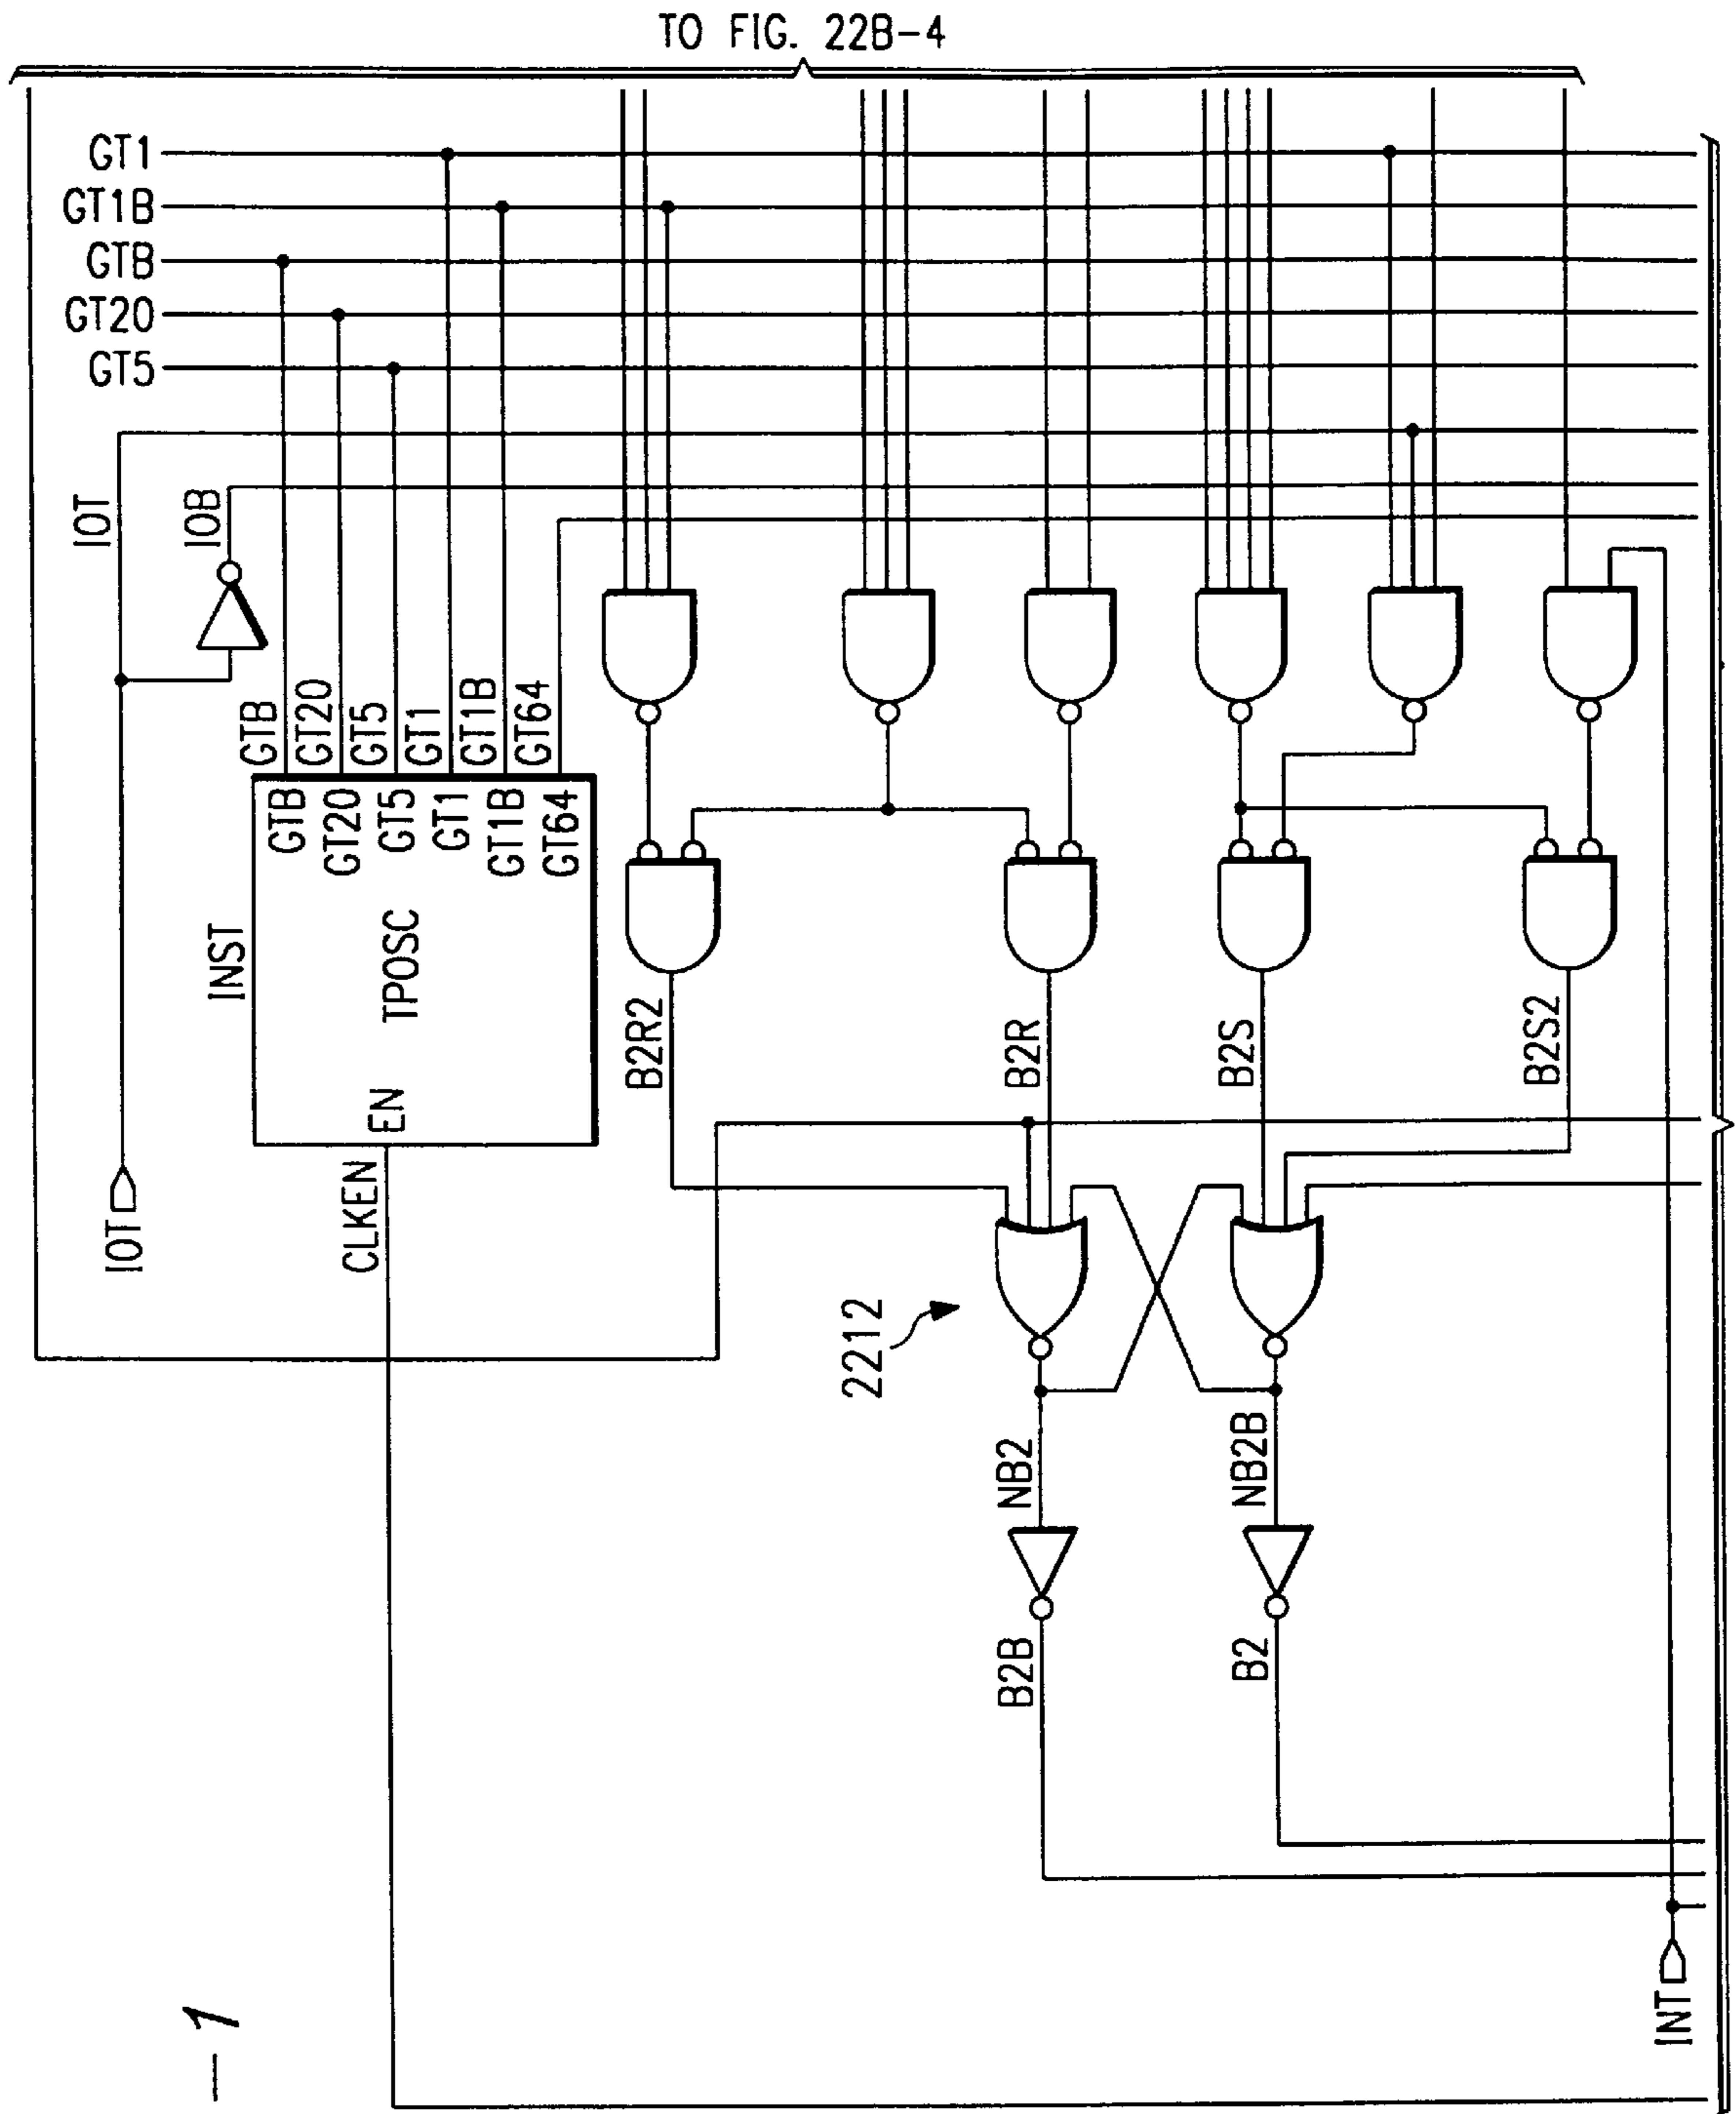 TO FIG. 22B-4
GT1
GT1B
GTB
GT20
GT5
IOT
IOB
GTB
GT20
GT5
GT1
GT1B
GT64
GTB
GT20
GT5
GT1
GT1B
GT64
INST
TPOSC
EN
CLKEN
IOT
B2R2
B2R
B2S
B2S2
2212
NB2
NB2B
B2B
B2
INT
-1